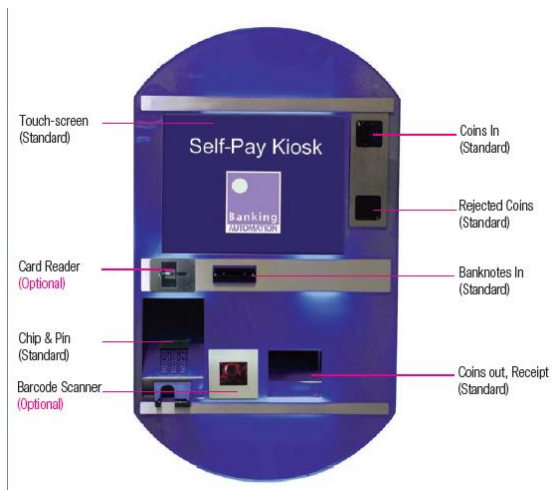 Touch-screen
(Standard)
Self-Pay Kiosk
Banking
AUTOMATION
Coins In
(Standard)
Rejected Coins
(Standard)
Card Reader
(Optional)
Banknotes In
(Standard)
Chip & Pin
(Standard)
Barcode Scanner
(Optional)
Coins out, Receipt
(Standard)